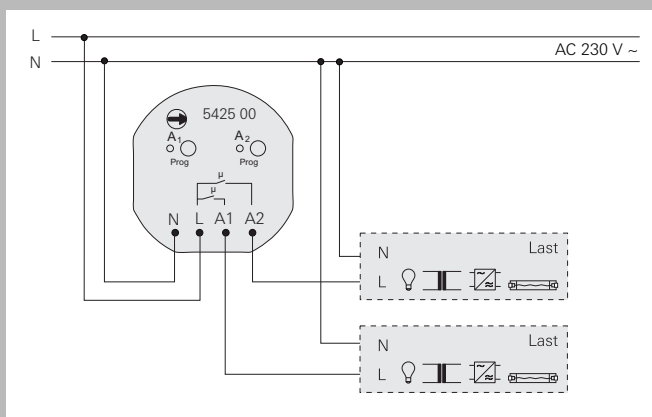 L
N
AC 230 V ~
5425 00
A1 A2
Prog Prog
µ
µ
N L A1 A2
N Last
L
N Last
L